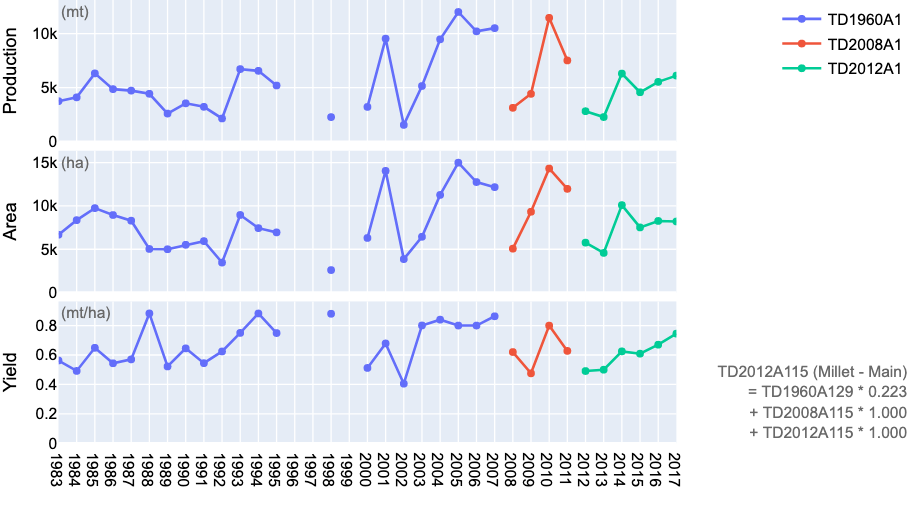 (mt)
Production
10k
5k
0
TD1960A1
TD2008A1
TD2012A1
(ha)
Area
15k
10k
5k
0
(mt/ha)
Yield
0.8
0.6
0.4
0.2
0
TD2012A115 (Millet - Main)
= TD1960A129 * 0.223
+ TD2008A115 * 1.000
+ TD2012A115 * 1.000
1983
1984
1985
1986
1987
1988
1989
1990
1991
1992
1993
1994
1995
1996
1998
1999
2000
2001
2002
2003
2004
2005
2006
2007
2008
2009
2010
2011
2012
2013
2014
2015
2016
2017